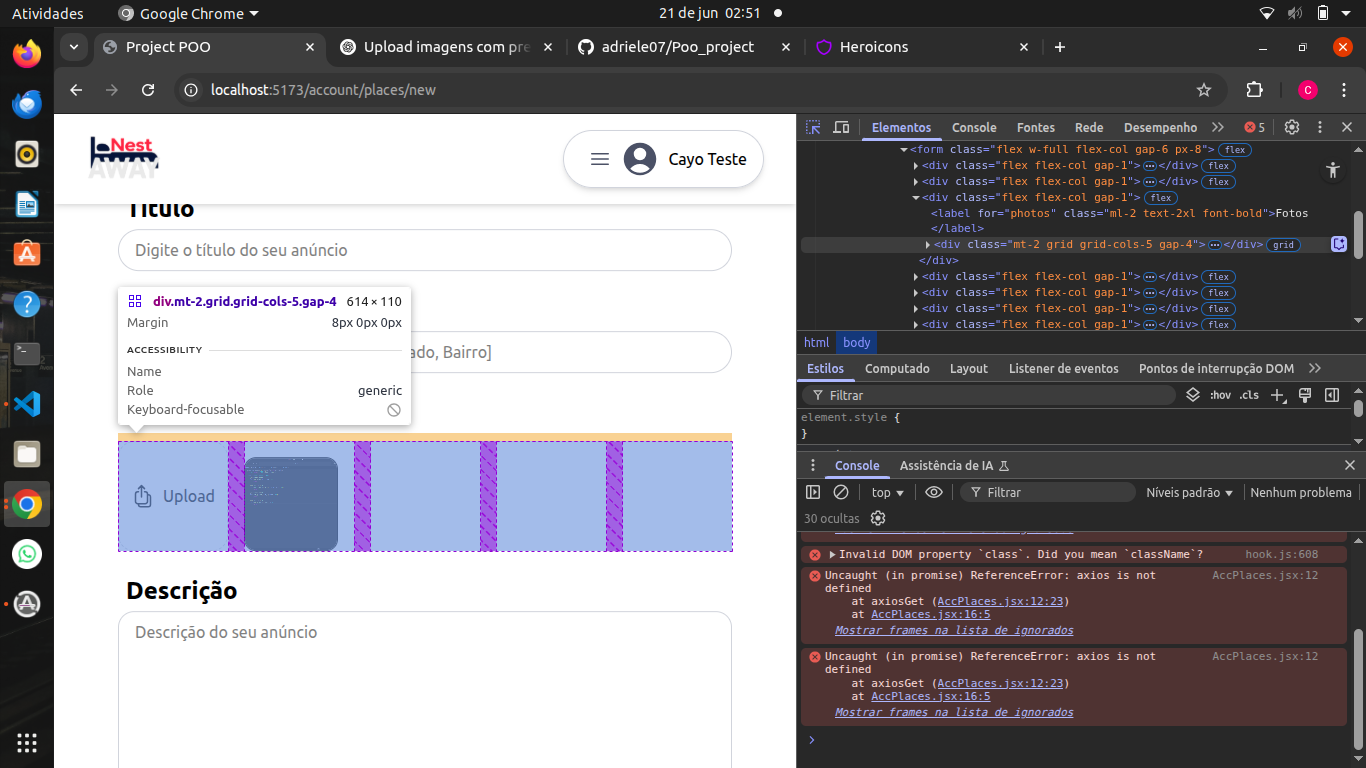 Atividades
Google Chrome
21 de jun 02:51
Project POO
Upload imagens com pre
adriele07/Poo_project
Heroicons
localhost:5173/account/places/new
C
Nest
AWAY
Cayo Teste
Título
Digite o título do seu anúncio
div.mt-2.grid.grid-cols-5.gap-4 614 × 110
Margin 8px 0px 0px
ACCESSIBILITY
Name
Role generic
Keyboard-focusable
ado, Bairro]
Upload
Descrição
Descrição do seu anúncio
Elementos Console Fontes Rede Desempenho 5
<form class="flex w-full flex-col gap-6 px-8"> flex
<div class="flex flex-col gap-1"> </div> flex
<div class="flex flex-col gap-1"> </div> flex
<div class="flex flex-col gap-1"> flex
<label for="photos" class="ml-2 text-2xl font-bold">Fotos
</label>
<div class="mt-2 grid grid-cols-5 gap-4"> </div> grid
</div>
<div class="flex flex-col gap-1"> </div> flex
<div class="flex flex-col gap-1"> </div> flex
<div class="flex flex-col gap-1"> </div> flex
<div class="flex flex-col gap-1"> </div> flex
html body
Estilos Computado Layout Listener de eventos Pontos de interrupção DOM
Filtrar :hov .cls
element.style {
}
Console Assistência de IA
top Filtrar Níveis padrão Nenhum problema
30 ocultas
Invalid DOM property `class`. Did you mean `className`? hook.js:608
Uncaught (in promise) ReferenceError: axios is not AccPlaces.jsx:12
defined
at axiosGet (AccPlaces.jsx:12:23)
at AccPlaces.jsx:16:5
Mostrar frames na lista de ignorados
Uncaught (in promise) ReferenceError: axios is not AccPlaces.jsx:12
defined
at axiosGet (AccPlaces.jsx:12:23)
at AccPlaces.jsx:16:5
Mostrar frames na lista de ignorados